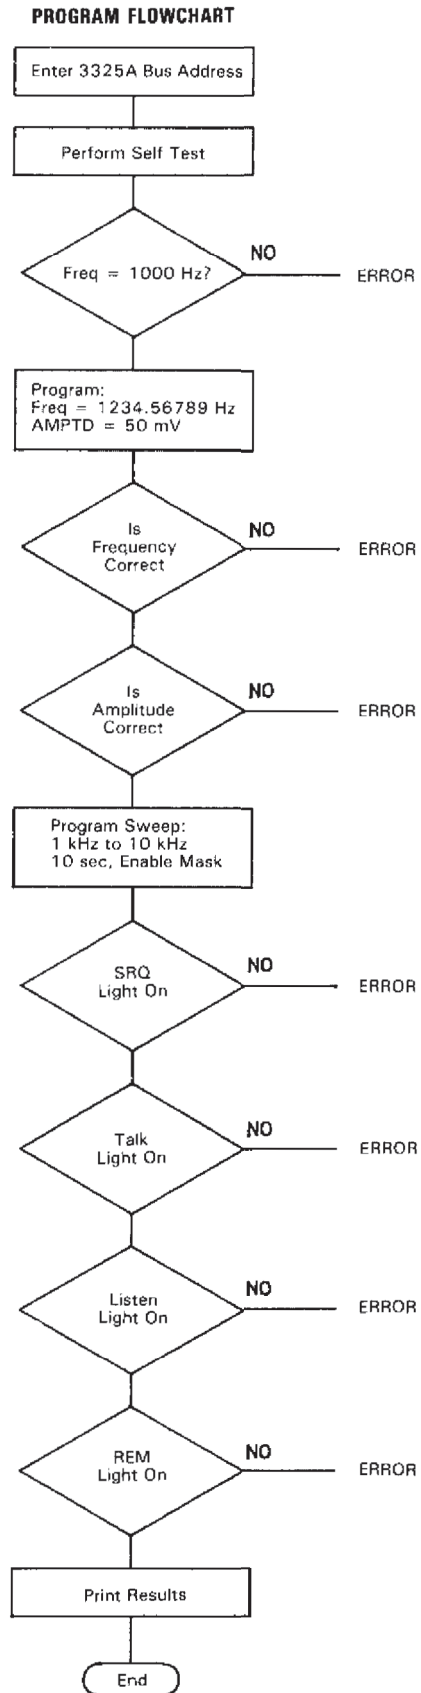 PROGRAM FLOWCHART
Enter 3325A Bus Address
Perform Self Test
Freq = 1000 Hz?
NO
ERROR
Program:
Freq = 1234.56789 Hz
AMPTD = 50 mV
Is
Frequency
Correct
NO
ERROR
Is
Amplitude
Correct
NO
ERROR
Program Sweep:
1 kHz to 10 kHz
10 sec, Enable Mask
SRQ
Light On
NO
ERROR
Talk
Light On
NO
ERROR
Listen
Light On
NO
ERROR
REM
Light On
NO
ERROR
Print Results
End